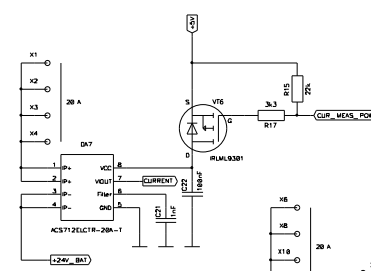 +5V
X1
X2
X3
X4
20 A
S
VT6
G
D
IRLML9301
3k3
R17
R15
22k
CUR_MEAS_POW
DA7
1 IP+ VCC 8
2 IP+ VIOUT 7
3 IP- Filter 6
4 IP- GND 5
CURRENT
C22
100nF
C21
1nF
ACS712ELCTR-20A-T
+24V_BAT
X6
X8
X10
20 A